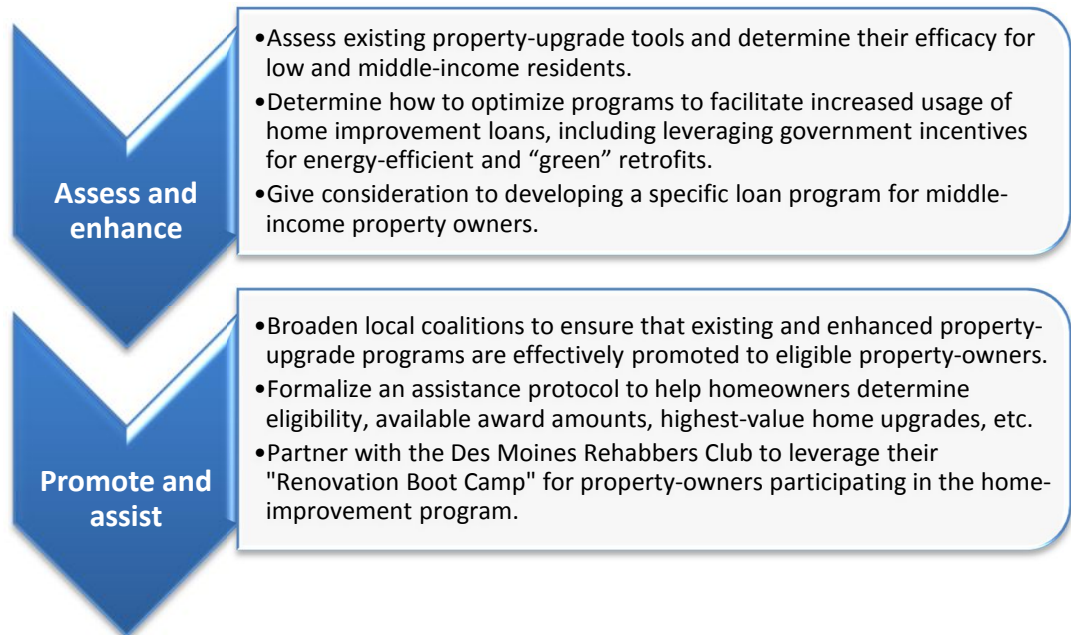 Assess and
enhance
•Assess existing property-upgrade tools and determine their efficacy for
low and middle-income residents.
•Determine how to optimize programs to facilitate increased usage of
home improvement loans, including leveraging government incentives
for energy-efficient and “green” retrofits.
•Give consideration to developing a specific loan program for middle-
income property owners.
Promote and
assist
•Broaden local coalitions to ensure that existing and enhanced property-
upgrade programs are effectively promoted to eligible property-owners.
•Formalize an assistance protocol to help homeowners determine
eligibility, available award amounts, highest-value home upgrades, etc.
•Partner with the Des Moines Rehabbers Club to leverage their
"Renovation Boot Camp" for property-owners participating in the home-
improvement program.